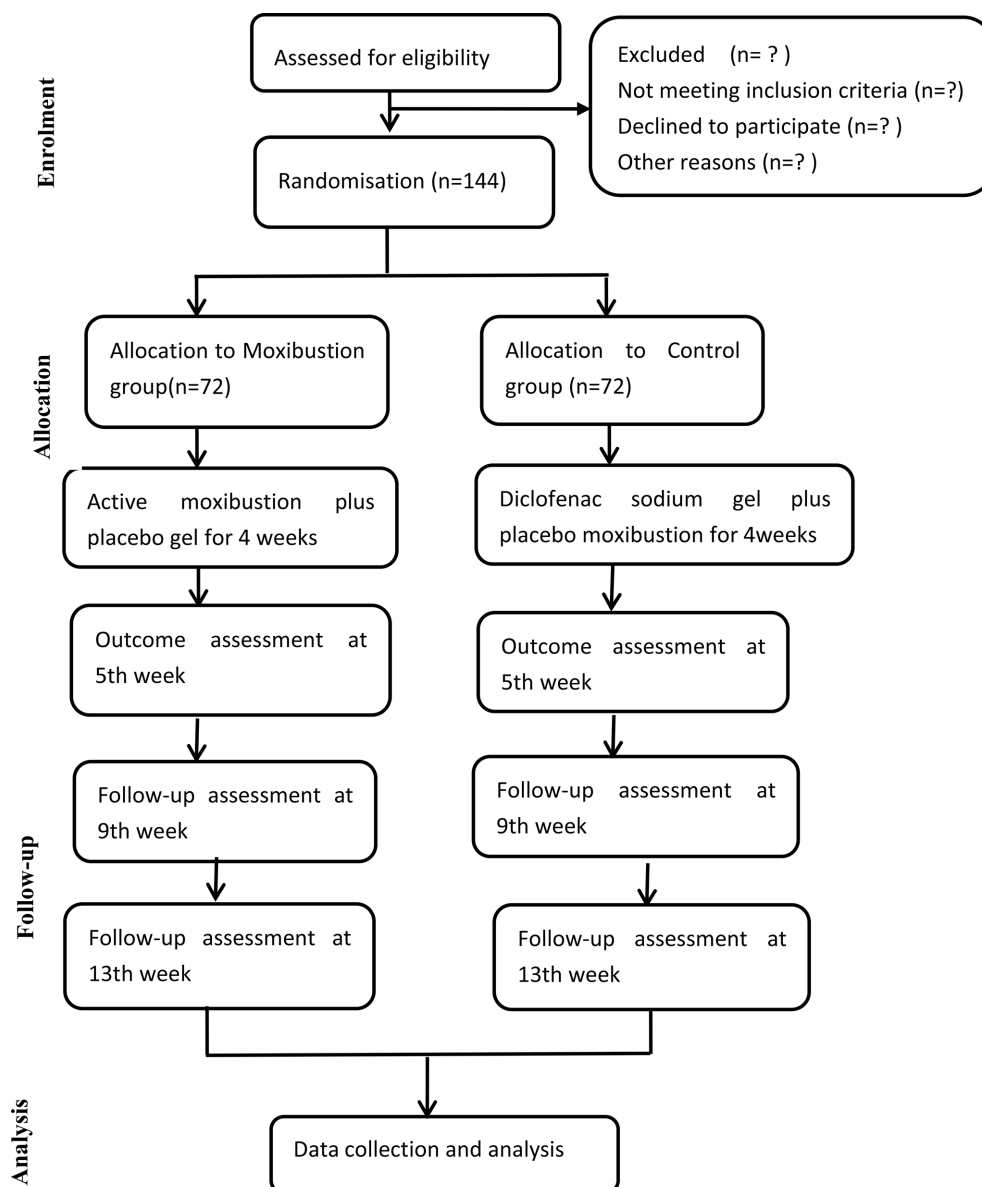 Enrolment
Assessed for eligibility
Excluded (n= ? )
Not meeting inclusion criteria (n=?)
Declined to participate (n=? )
Other reasons (n=? )
Randomisation (n=144)
Allocation
Allocation to Moxibustion
group(n=72)
Allocation to Control
group (n=72)
Active moxibustion plus
placebo gel for 4 weeks
Diclofenac sodium gel plus
placebo moxibustion for 4weeks
Outcome assessment at
5th week
Outcome assessment at
5th week
Follow-up
Follow-up assessment at
9th week
Follow-up assessment at
9th week
Follow-up assessment at
13th week
Follow-up assessment at
13th week
Analysis
Data collection and analysis